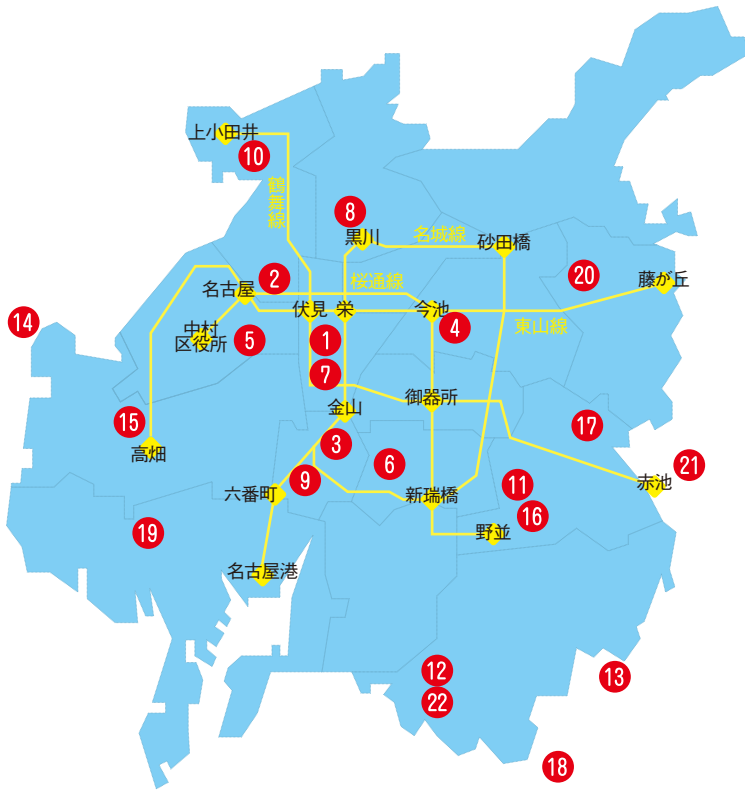 上小田井
10
鶴舞線
8
黒川
名城線
砂田橋
20
藤が丘
2
名古屋
桜通線
伏見
栄
今池
14
中村
区役所
5
1
4
東山線
7
御器所
金山
15
高畑
3
17
6
六番町
9
新瑞橋
11
赤池
21
19
野並
16
名古屋港
12
13
22
18